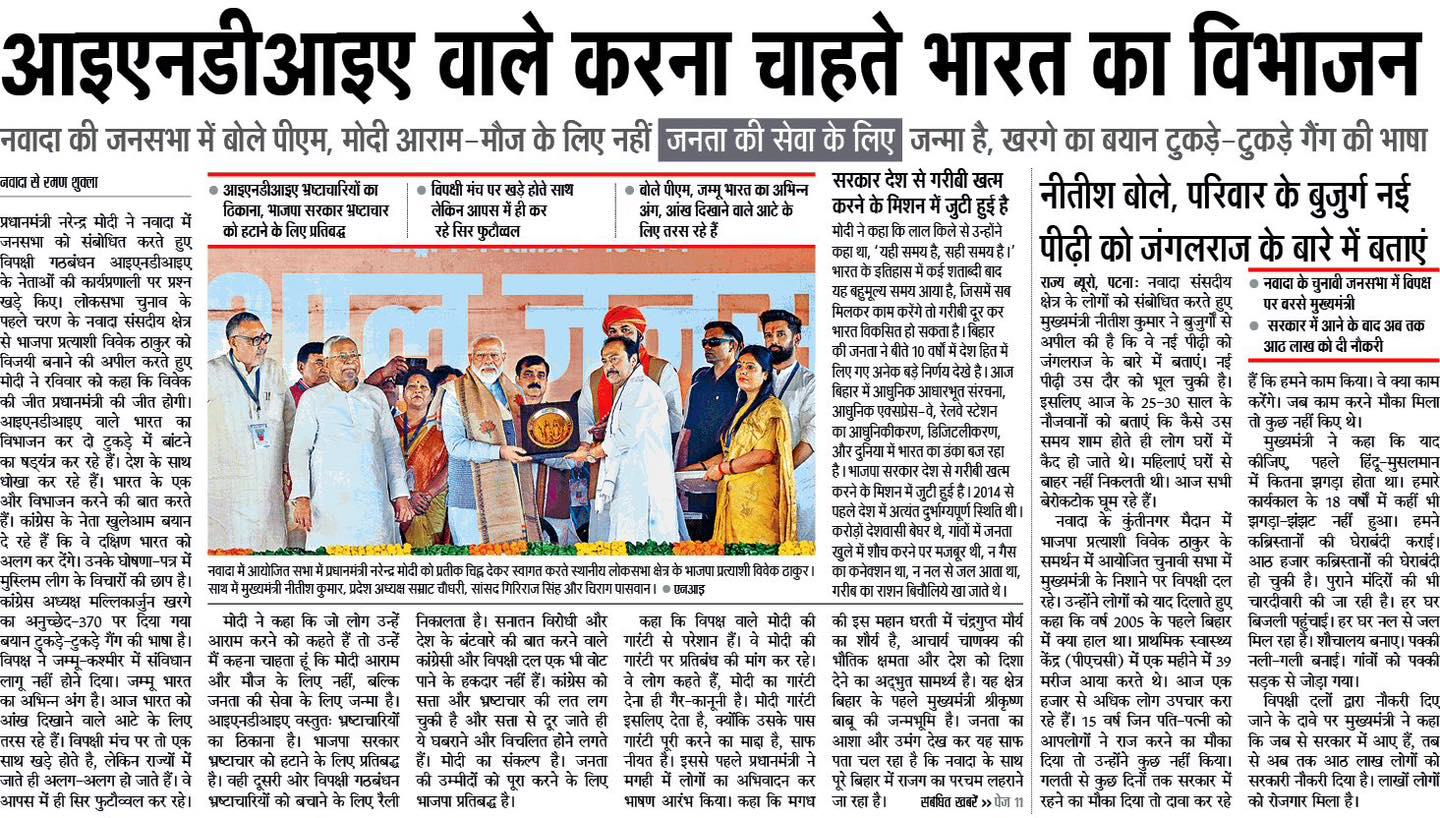 आइएनडीआइए वाले करना चाहते भारत का विभाजन
नवादा की जनसभा में बोले पीएम, मोदी आराम-मौज के लिए नहीं जनता की सेवा के लिए जन्मा है, खरगे का बयान टुकड़े-टुकड़े गैंग की भाषा
नवादा से रमण शुक्ला
प्रधानमंत्री नरेन्द्र मोदी ने नवादा में
जनसभा को संबोधित करते हुए
विपक्षी गठबंधन आइएनडीआइए
के नेताओं की कार्यप्रणाली पर प्रश्न
खड़े किए। लोकसभा चुनाव के
पहले चरण के नवादा संसदीय क्षेत्र
से भाजपा प्रत्याशी विवेक ठाकुर को
विजयी बनाने की अपील करते हुए
मोदी ने रविवार को कहा कि विवेक
की जीत प्रधानमंत्री की जीत होगी।
आइएनडीआइए वाले भारत का
विभाजन कर दो टुकड़े में बांटने
का षड्यंत्र कर रहे हैं। देश के साथ
धोखा कर रहे हैं। भारत के एक
और विभाजन करने की बात करते
हैं। कांग्रेस के नेता खुलेआम बयान
दे रहे हैं कि वे दक्षिण भारत को
अलग कर देंगे। उनके घोषणा-पत्र में
मुस्लिम लीग के विचारों की छाप है।
कांग्रेस अध्यक्ष मल्लिकार्जुन खरगे
का अनुच्छेद-370 पर दिया गया
बयान टुकड़े-टुकड़े गैंग की भाषा है।
विपक्ष ने जम्मू-कश्मीर में संविधान
लागू नहीं होने दिया। जम्मू भारत
का अभिन्न अंग है। आज भारत को
आंख दिखाने वाले आटे के लिए
तरस रहे हैं। विपक्षी मंच पर तो एक
साथ खड़े होते है, लेकिन राज्यों में
जाते ही अलग-अलग हो जाते हैं। वे
आपस में ही सिर फुटौव्वल कर रहे।
● आइएनडीआइए भ्रष्टाचारियों का
ठिकाना, भाजपा सरकार भ्रष्टाचार
को हटाने के लिए प्रतिबद्ध
● विपक्षी मंच पर खड़े होते साथ
लेकिन आपस में ही कर
रहे सिर फुटौव्वल
● बोले पीएम, जम्मू भारत का अभिन्न
अंग, आंख दिखाने वाले आटे के
लिए तरस रहे हैं
नवादा में आयोजित सभा में प्रधानमंत्री नरेन्द्र मोदी को प्रतीक चिह्न देकर स्वागत करते स्थानीय लोकसभा क्षेत्र के भाजपा प्रत्याशी विवेक ठाकुर।
साथ में मुख्यमंत्री नीतीश कुमार, प्रदेश अध्यक्ष सम्राट चौधरी, सांसद गिरिराज सिंह और चिराग पासवान। ● एनआइ
मोदी ने कहा कि जो लोग उन्हें
आराम करने को कहते हैं तो उन्हें
मैं कहना चाहता हूं कि मोदी आराम
और मौज के लिए नहीं, बल्कि
जनता की सेवा के लिए जन्मा है।
आइएनडीआइए वस्तुतः भ्रष्टाचारियों
का ठिकाना है। भाजपा सरकार
भ्रष्टाचार को हटाने के लिए प्रतिबद्ध
है। वही दूसरी ओर विपक्षी गठबंधन
भ्रष्टाचारियों को बचाने के लिए रैली
निकालता है। सनातन विरोधी और
देश के बंटवारे की बात करने वाले
कांग्रेसी और विपक्षी दल एक भी वोट
पाने के हकदार नहीं हैं। कांग्रेस को
सत्ता और भ्रष्टाचार की लत लग
चुकी है और सत्ता से दूर जाते ही
ये घबराने और विचलित होने लगते
हैं। मोदी का संकल्प है। जनता
की उम्मीदों को पूरा करने के लिए
भाजपा प्रतिबद्ध है।
कहा कि विपक्ष वाले मोदी की
गारंटी से परेशान हैं। वे मोदी की
गारंटी पर प्रतिबंध की मांग कर रहे।
वे लोग कहते हैं, मोदी का गारंटी
देना ही गैर-कानूनी है। मोदी गारंटी
इसलिए देता है, क्योंकि उसके पास
गारंटी पूरी करने का माद्दा है, साफ
नीयत है। इससे पहले प्रधानमंत्री ने
मगही में लोगों का अभिवादन कर
भाषण आरंभ किया। कहा कि मगध
सरकार देश से गरीबी खत्म
करने के मिशन में जुटी हुई है
मोदी ने कहा कि लाल किले से उन्होंने
कहा था, 'यही समय है, सही समय है।'
भारत के इतिहास में कई शताब्दी बाद
यह बहुमूल्य समय आया है, जिसमें सब
मिलकर काम करेंगे तो गरीबी दूर कर
भारत विकसित हो सकता है। बिहार
की जनता ने बीते 10 वर्षों में देश हित में
लिए गए अनेक बड़े निर्णय देखे है। आज
बिहार में आधुनिक आधारभूत संरचना,
आधुनिक एक्सप्रेस-वे, रेलवे स्टेशन
का आधुनिकीकरण, डिजिटलीकरण,
और दुनिया में भारत का डंका बज रहा
है। भाजपा सरकार देश से गरीबी खत्म
करने के मिशन में जुटी हुई है। 2014 से
पहले देश में अत्यंत दुर्भाग्यपूर्ण स्थिति थी।
करोड़ों देशवासी बेघर थे, गांवों में जनता
खुले में शौच करने पर मजबूर थी, न गैस
का कनेक्शन था, न नल से जल आता था,
गरीब का राशन बिचौलिये खा जाते थे।
की इस महान धरती में चंद्रगुप्त मौर्य
का शौर्य है, आचार्य चाणक्य की
भौतिक क्षमता और देश को दिशा
देने का अद्भुत सामर्थ्य है। यह क्षेत्र
बिहार के पहले मुख्यमंत्री श्रीकृष्ण
बाबू की जन्मभूमि है। जनता का
आशा और उमंग देख कर यह साफ
पता चल रहा है कि नवादा के साथ
पूरे बिहार में राजग का परचम लहराने
जा रहा है। संबंधित खबरें >> पेज 11
नीतीश बोले, परिवार के बुजुर्ग नई
पीढ़ी को जंगलराज के बारे में बताएं
राज्य ब्यूरो, पटना: नवादा संसदीय
क्षेत्र के लोगों को संबोधित करते हुए
मुख्यमंत्री नीतीश कुमार ने बुजुर्गों से
अपील की है कि वे नई पीढ़ी को
जंगलराज के बारे में बताएं। नई
पीढ़ी उस दौर को भूल चुकी है।
इसलिए आज के 25-30 साल के
नौजवानों को बताएं कि कैसे उस
समय शाम होते ही लोग घरों में
कैद हो जाते थे। महिलाएं घरों से
बाहर नहीं निकलती थी। आज सभी
बेरोकटोक घूम रहे हैं।
नवादा के कुंतीनगर मैदान में
भाजपा प्रत्याशी विवेक ठाकुर के
समर्थन में आयोजित चुनावी सभा में
मुख्यमंत्री के निशाने पर विपक्षी दल
रहे। उन्होंने लोगों को याद दिलाते हुए
कहा कि वर्ष 2005 के पहले बिहार
में क्या हाल था। प्राथमिक स्वास्थ्य
केंद्र (पीएचसी) में एक महीने में 39
मरीज आया करते थे। आज एक
हजार से अधिक लोग उपचार करा
रहे हैं। 15 वर्ष जिन पति-पत्नी को
आपलोगों ने राज करने का मौका
दिया तो उन्होंने कुछ नहीं किया।
गलती से कुछ दिनों तक सरकार में
रहने का मौका दिया तो दावा कर रहे
● नवादा के चुनावी जनसभा में विपक्ष
पर बरसे मुख्यमंत्री
● सरकार में आने के बाद अब तक
आठ लाख को दी नौकरी
हैं कि हमने काम किया। वे क्या काम
करेंगे। जब काम करने मौका मिला
तो कुछ नहीं किए थे।
मुख्यमंत्री ने कहा कि याद
कीजिए, पहले हिंदू-मुसलमान
में कितना झगड़ा होता था। हमारे
कार्यकाल के 18 वर्षों में कहीं भी
झगड़ा-झंझट नहीं हुआ। हमने
कब्रिस्तानों की घेराबंदी कराई।
आठ हजार कब्रिस्तानों की घेराबंदी
हो चुकी है। पुराने मंदिरों की भी
चारदीवारी की जा रही है। हर घर
बिजली पहुंचाई। हर घर नल से जल
मिल रहा है। शौचालय बनाए। पक्की
नली-गली बनाई। गांवों को पक्की
सड़क से जोड़ा गया।
विपक्षी दलों द्वारा नौकरी दिए
जाने के दावे पर मुख्यमंत्री ने कहा
कि जब से सरकार में आए हैं, तब
से अब तक आठ लाख लोगों को
सरकारी नौकरी दिया है। लाखों लोगों
को रोजगार मिला है।